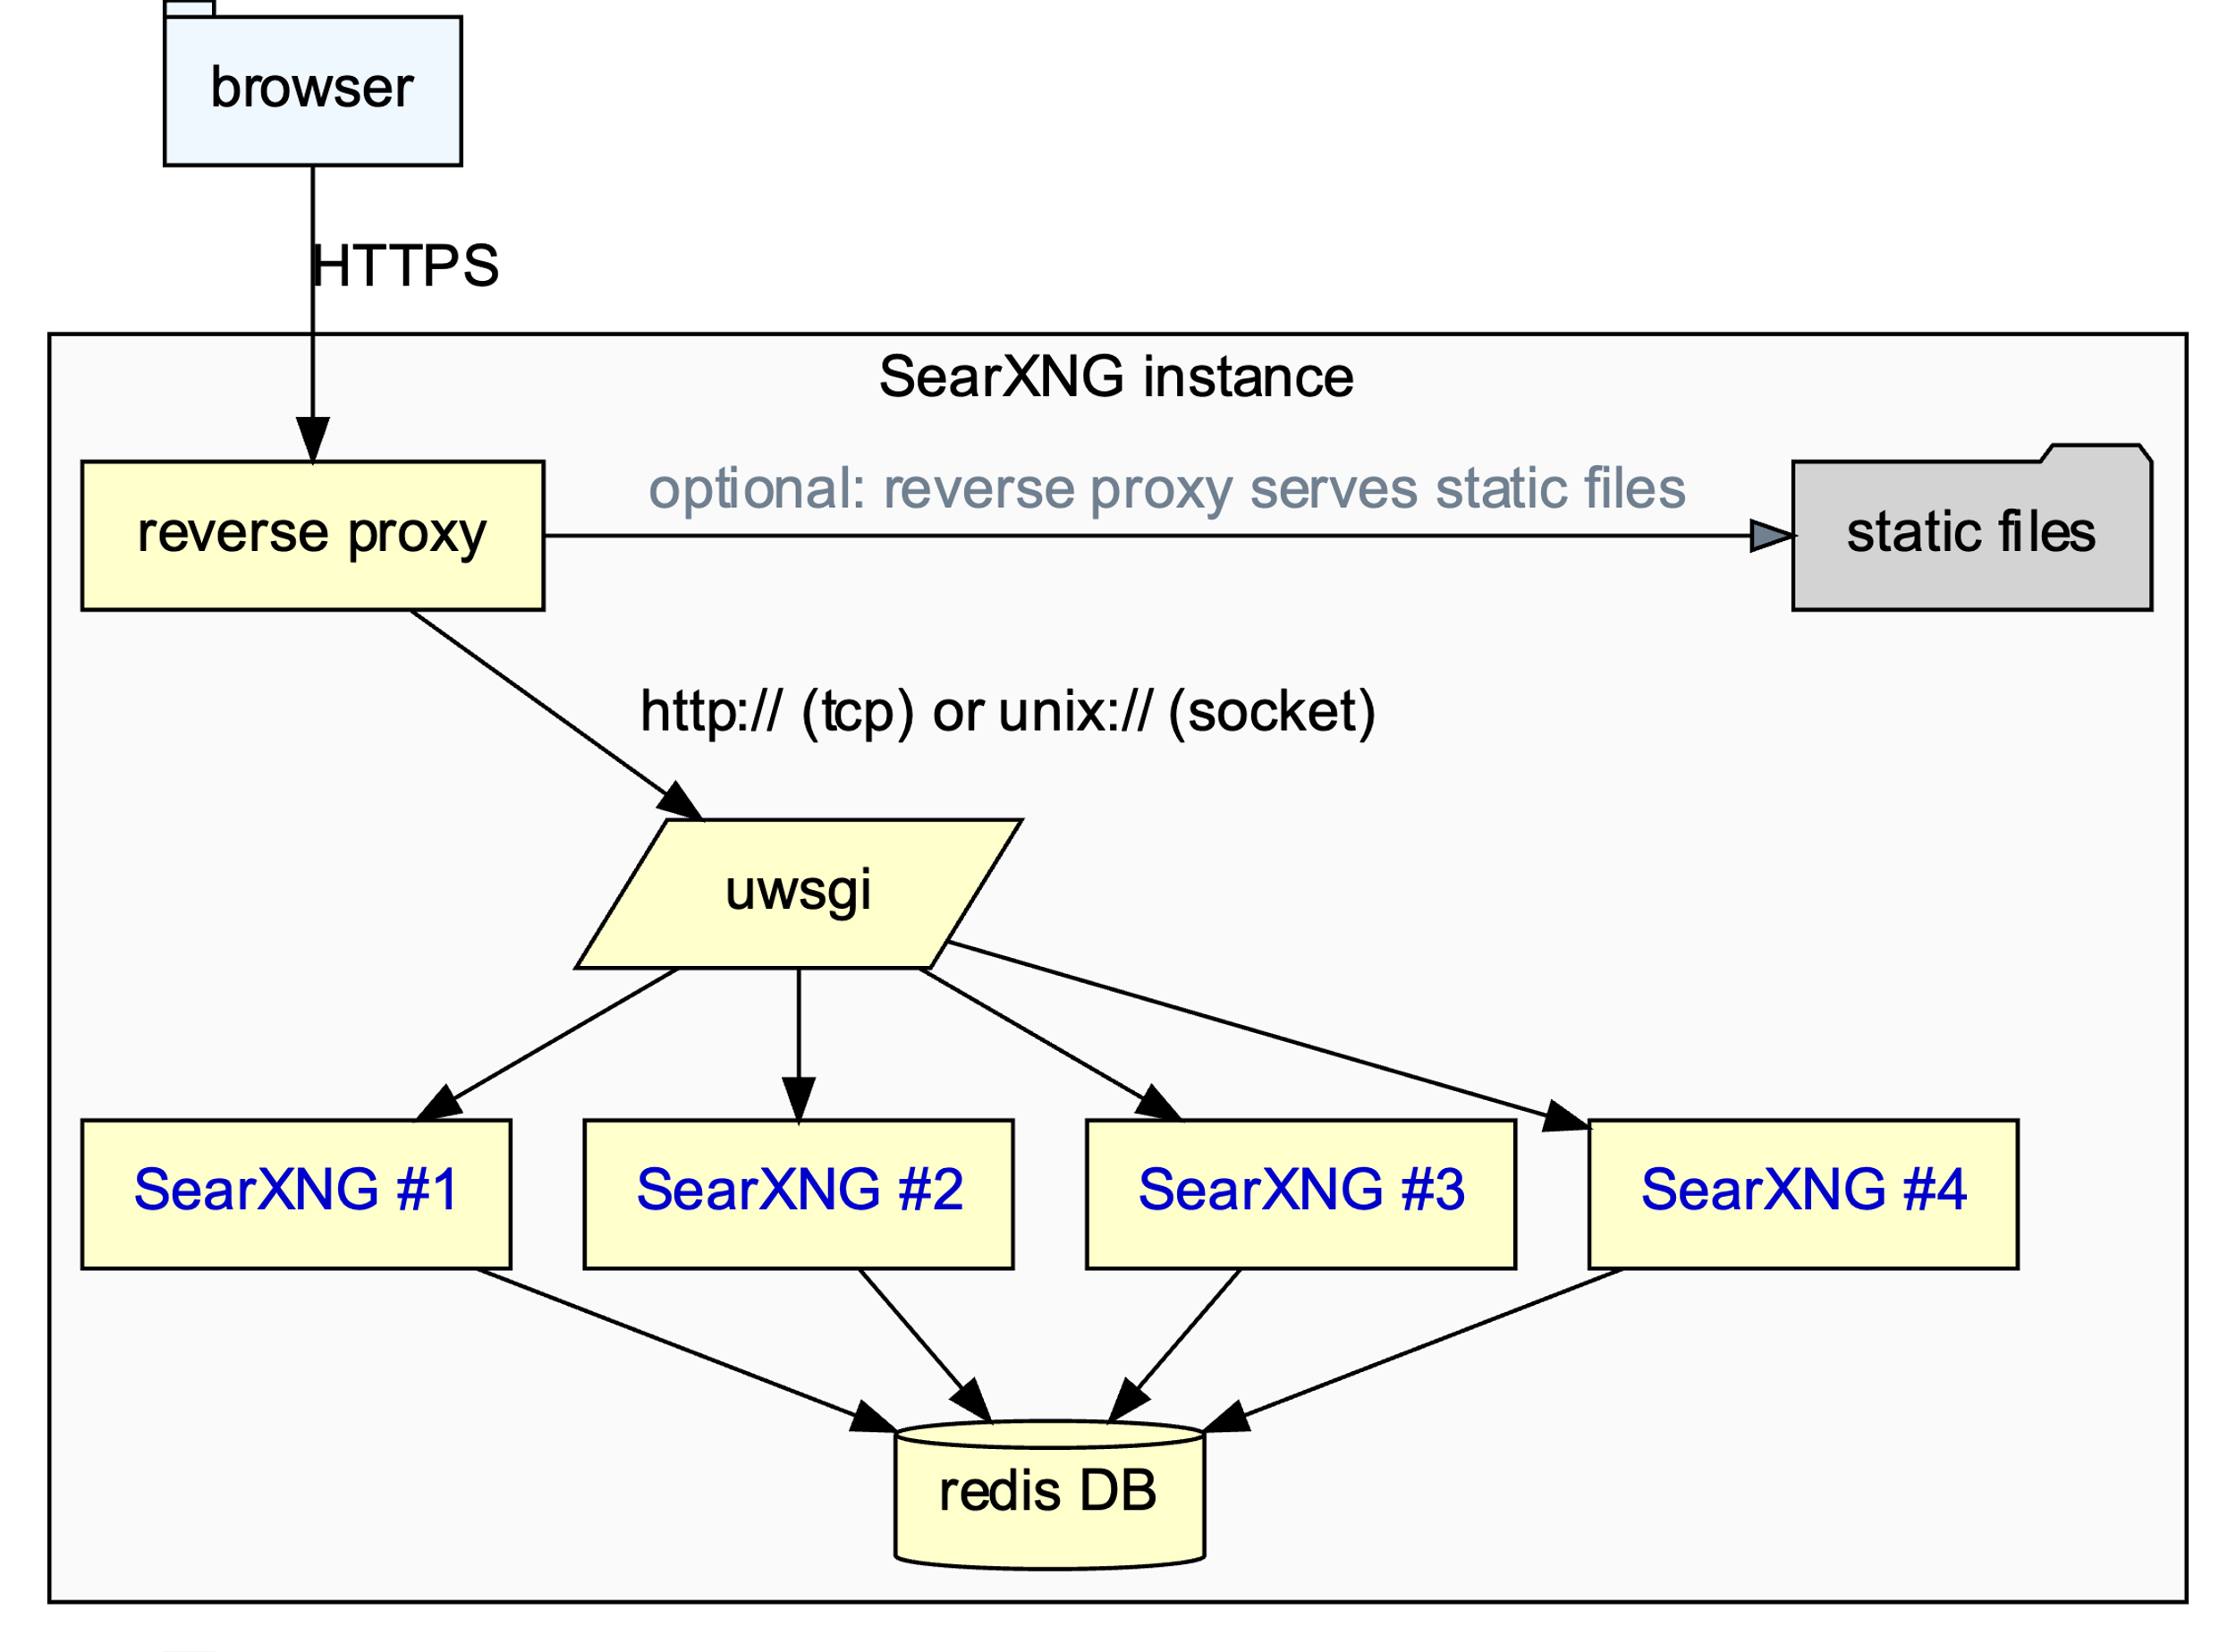 browser
HTTPS
SearXNG instance
optional: reverse proxy serves static files
reverse proxy
static files
http:// (tcp) or unix:// (socket)
uwsgi
SearXNG #1
SearXNG #2
SearXNG #3
SearXNG #4
redis DB